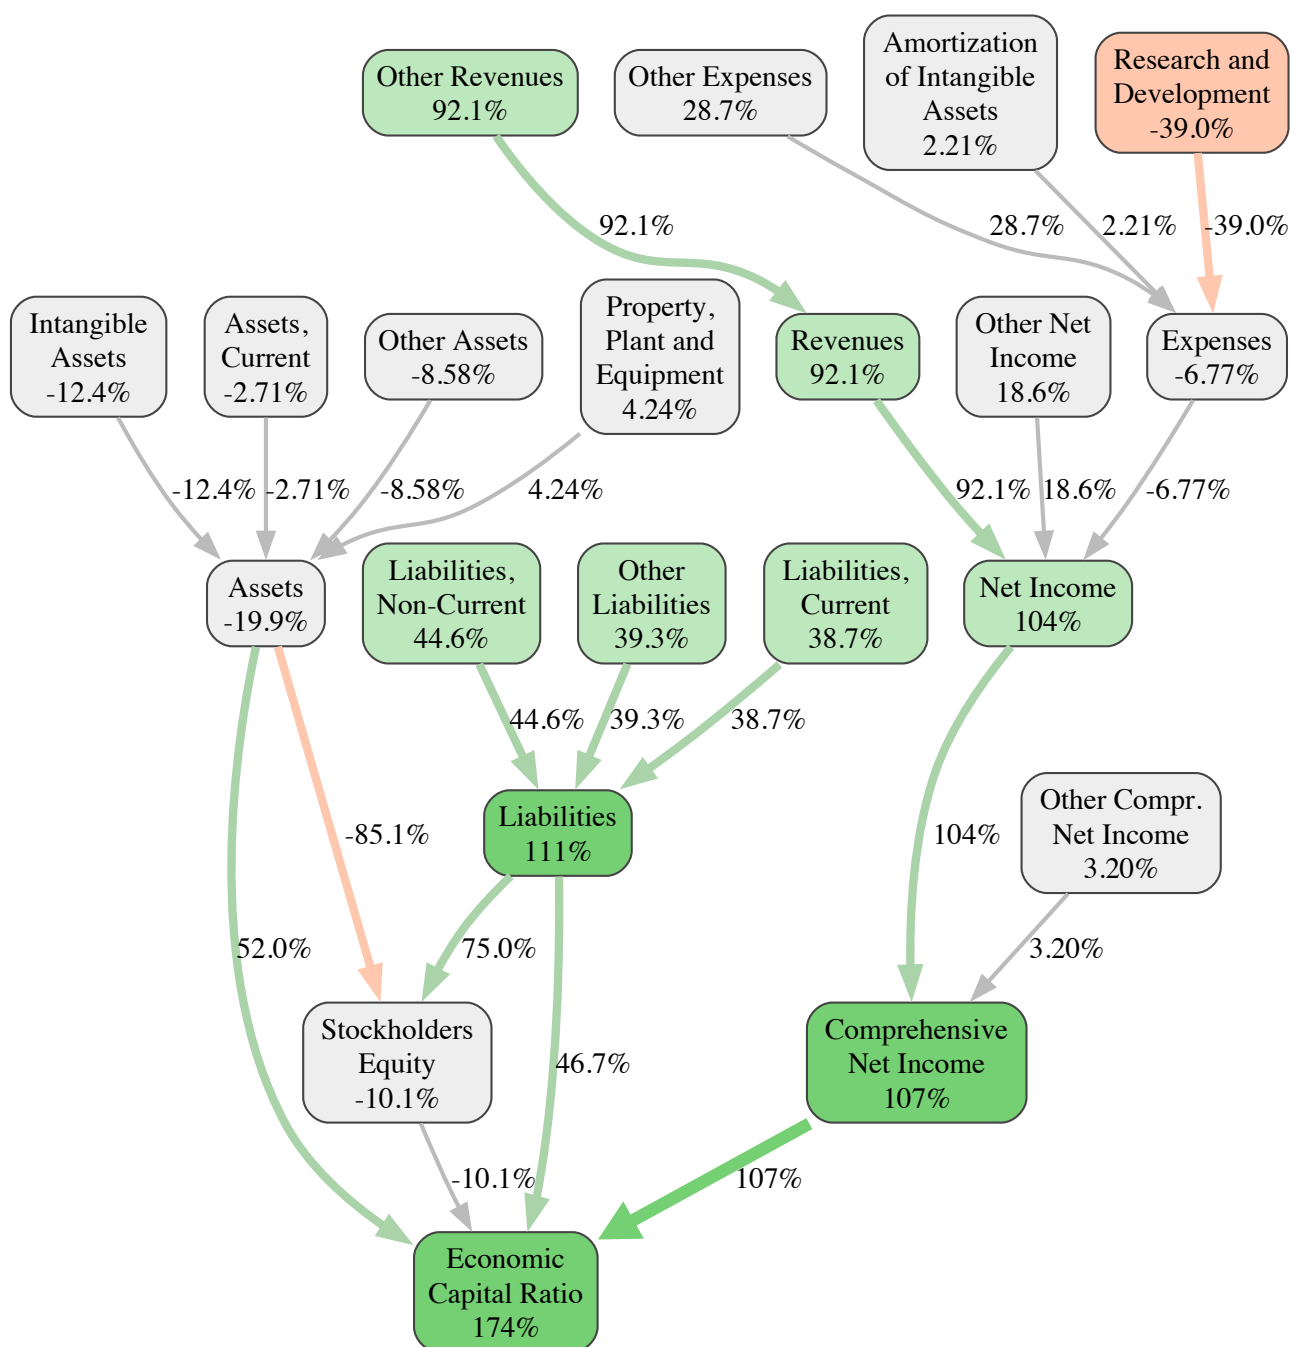 Other Revenues
92.1%
Other Expenses
28.7%
Amortization
of Intangible
Assets
2.21%
Research and
Development
-39.0%
92.1%
28.7%
2.21%
-39.0%
Intangible
Assets
-12.4%
Assets,
Current
-2.71%
Other Assets
-8.58%
Property,
Plant and
Equipment
4.24%
Revenues
92.1%
Other Net
Income
18.6%
Expenses
-6.77%
-12.4%
-2.71%
-8.58%
4.24%
92.1%
18.6%
-6.77%
Assets
-19.9%
Liabilities,
Non-Current
44.6%
Other
Liabilities
39.3%
Liabilities,
Current
38.7%
Net Income
104%
44.6%
39.3%
38.7%
Liabilities
111%
Other Compr.
Net Income
3.20%
-85.1%
104%
52.0%
75.0%
3.20%
Stockholders
Equity
-10.1%
46.7%
Comprehensive
Net Income
107%
-10.1%
107%
Economic
Capital Ratio
174%